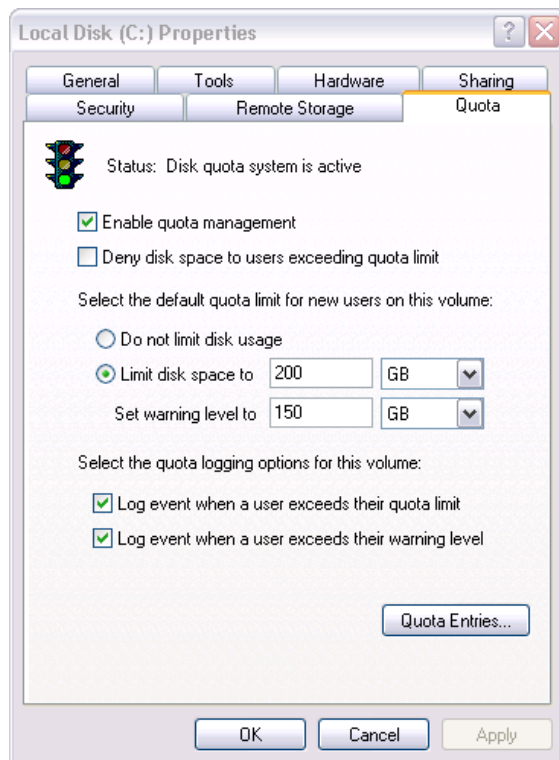 Local Disk (C:) Properties
General Tools Hardware Sharing
Security Remote Storage Quota
Status: Disk quota system is active
Enable quota management
Deny disk space to users exceeding quota limit
Select the default quota limit for new users on this volume:
Do not limit disk usage
Limit disk space to 200 GB
Set warning level to 150 GB
Select the quota logging options for this volume:
Log event when a user exceeds their quota limit
Log event when a user exceeds their warning level
Quota Entries...
OK Cancel Apply